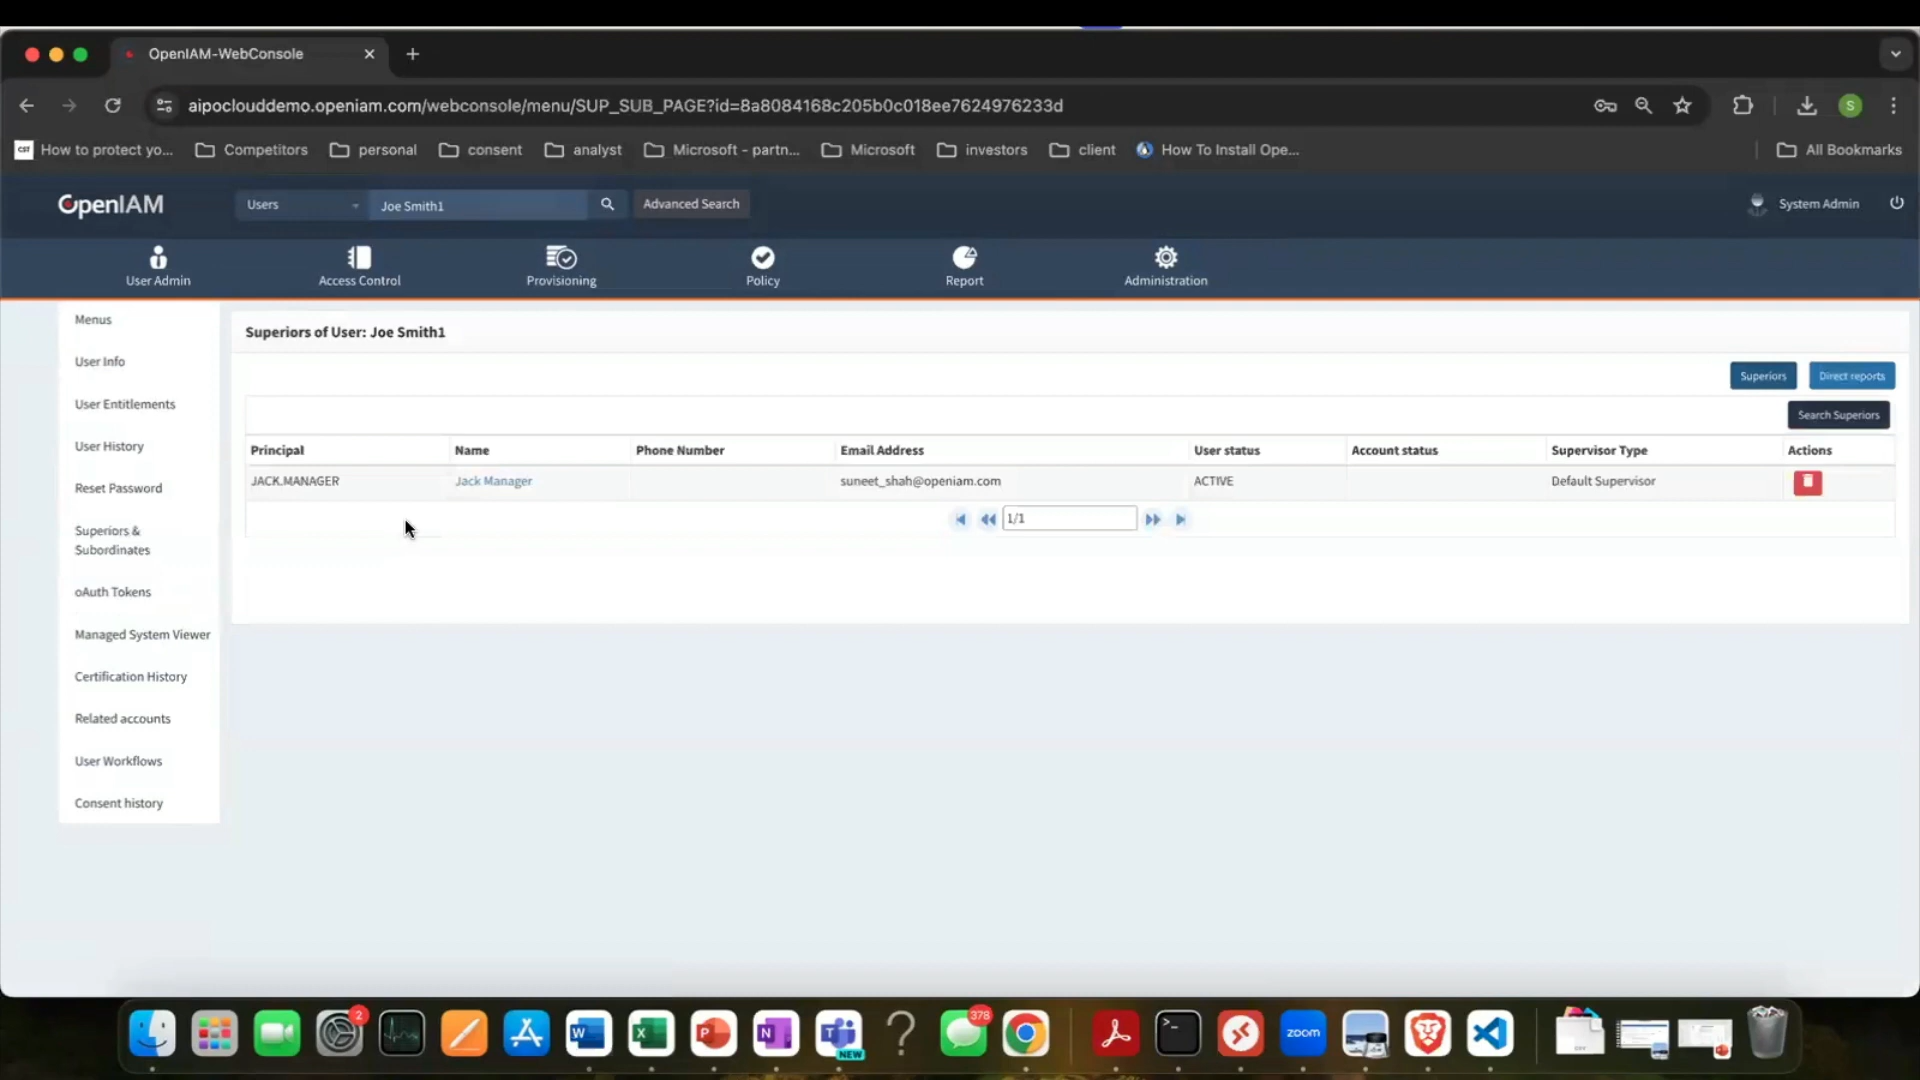 OpenIAM-WebConsole
aipoclouddemo.openiam.com/webconsole/menu/SUP_SUB_PAGE?id=8a8084168c205b0c018ee7624976233d
S
CST How to protect yo... Competitors personal consent analyst Microsoft - partn... Microsoft investors client How To Install Ope... All Bookmarks
OpenIAM Users Joe Smith1 Advanced Search System Admin
User Admin Access Control Provisioning Policy Report Administration
Menus
User Info
User Entitlements
User History
Reset Password
Superiors &
Subordinates
oAuth Tokens
Managed System Viewer
Certification History
Related accounts
User Workflows
Consent history
Superiors of User: Joe Smith1
Superiors Direct reports
Search Superiors
Principal Name Phone Number Email Address User status Account status Supervisor Type Actions
JACK.MANAGER Jack Manager suneet_shah@openiam.com ACTIVE Default Supervisor
1/1
2
W
X
P
N
T
NEW
378
zoom